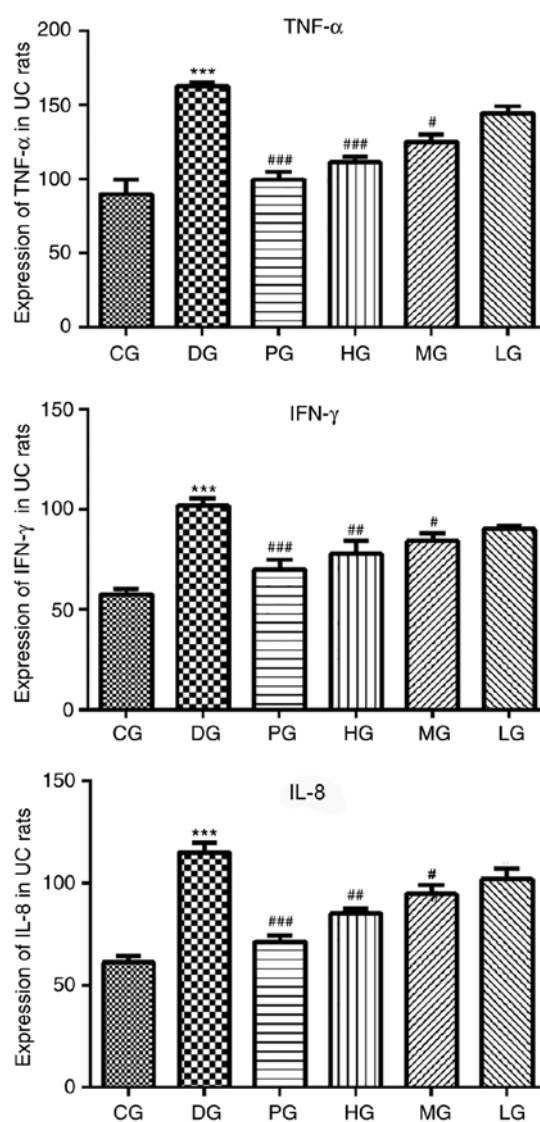 TNF-α
Expression of TNF-α in UC rats
200
150
100
50
0
***
###
###
#
CG DG PG HG MG LG
IFN-γ
Expression of IFN-γ in UC rats
150
100
50
0
***
###
##
#
CG DG PG HG MG LG
IL-8
Expression of IL-8 in UC rats
150
100
50
0
***
###
##
#
CG DG PG HG MG LG